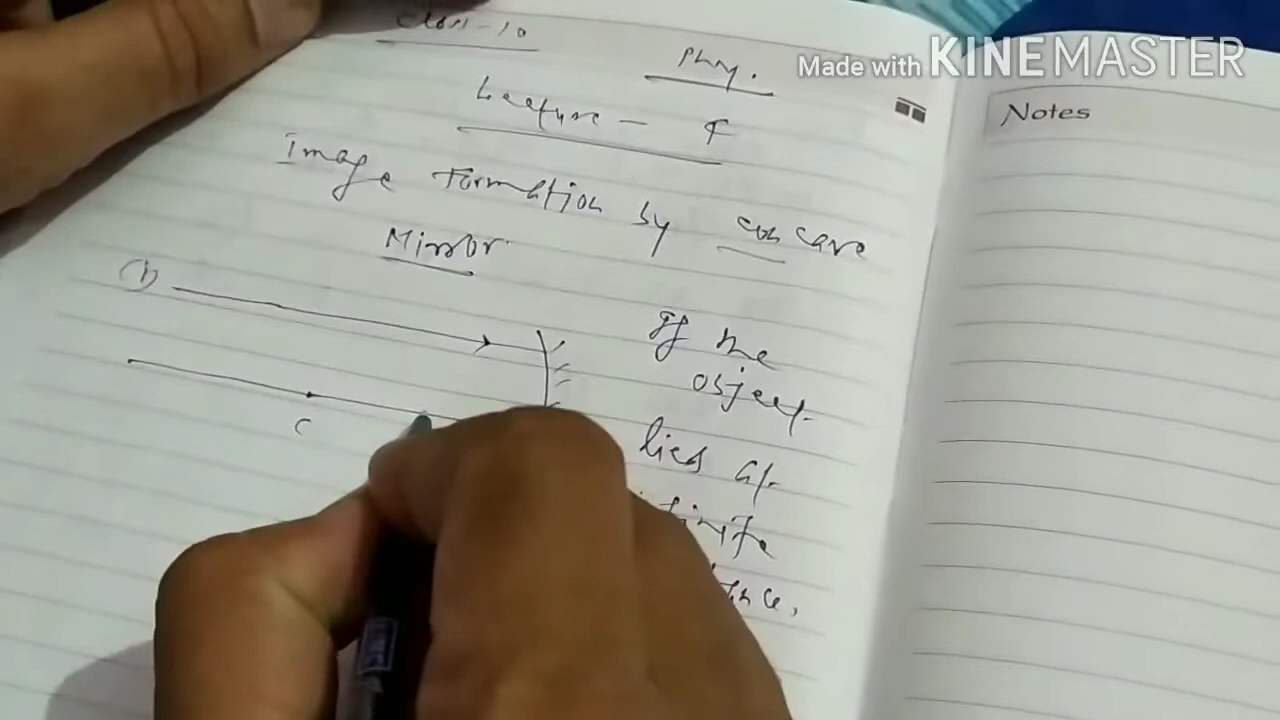 Class-10
Phy.
Made with KINEMASTER
Lecture - 4
Notes
Image Formation by concave
Mirror
(1)
If the
object
lies at
C